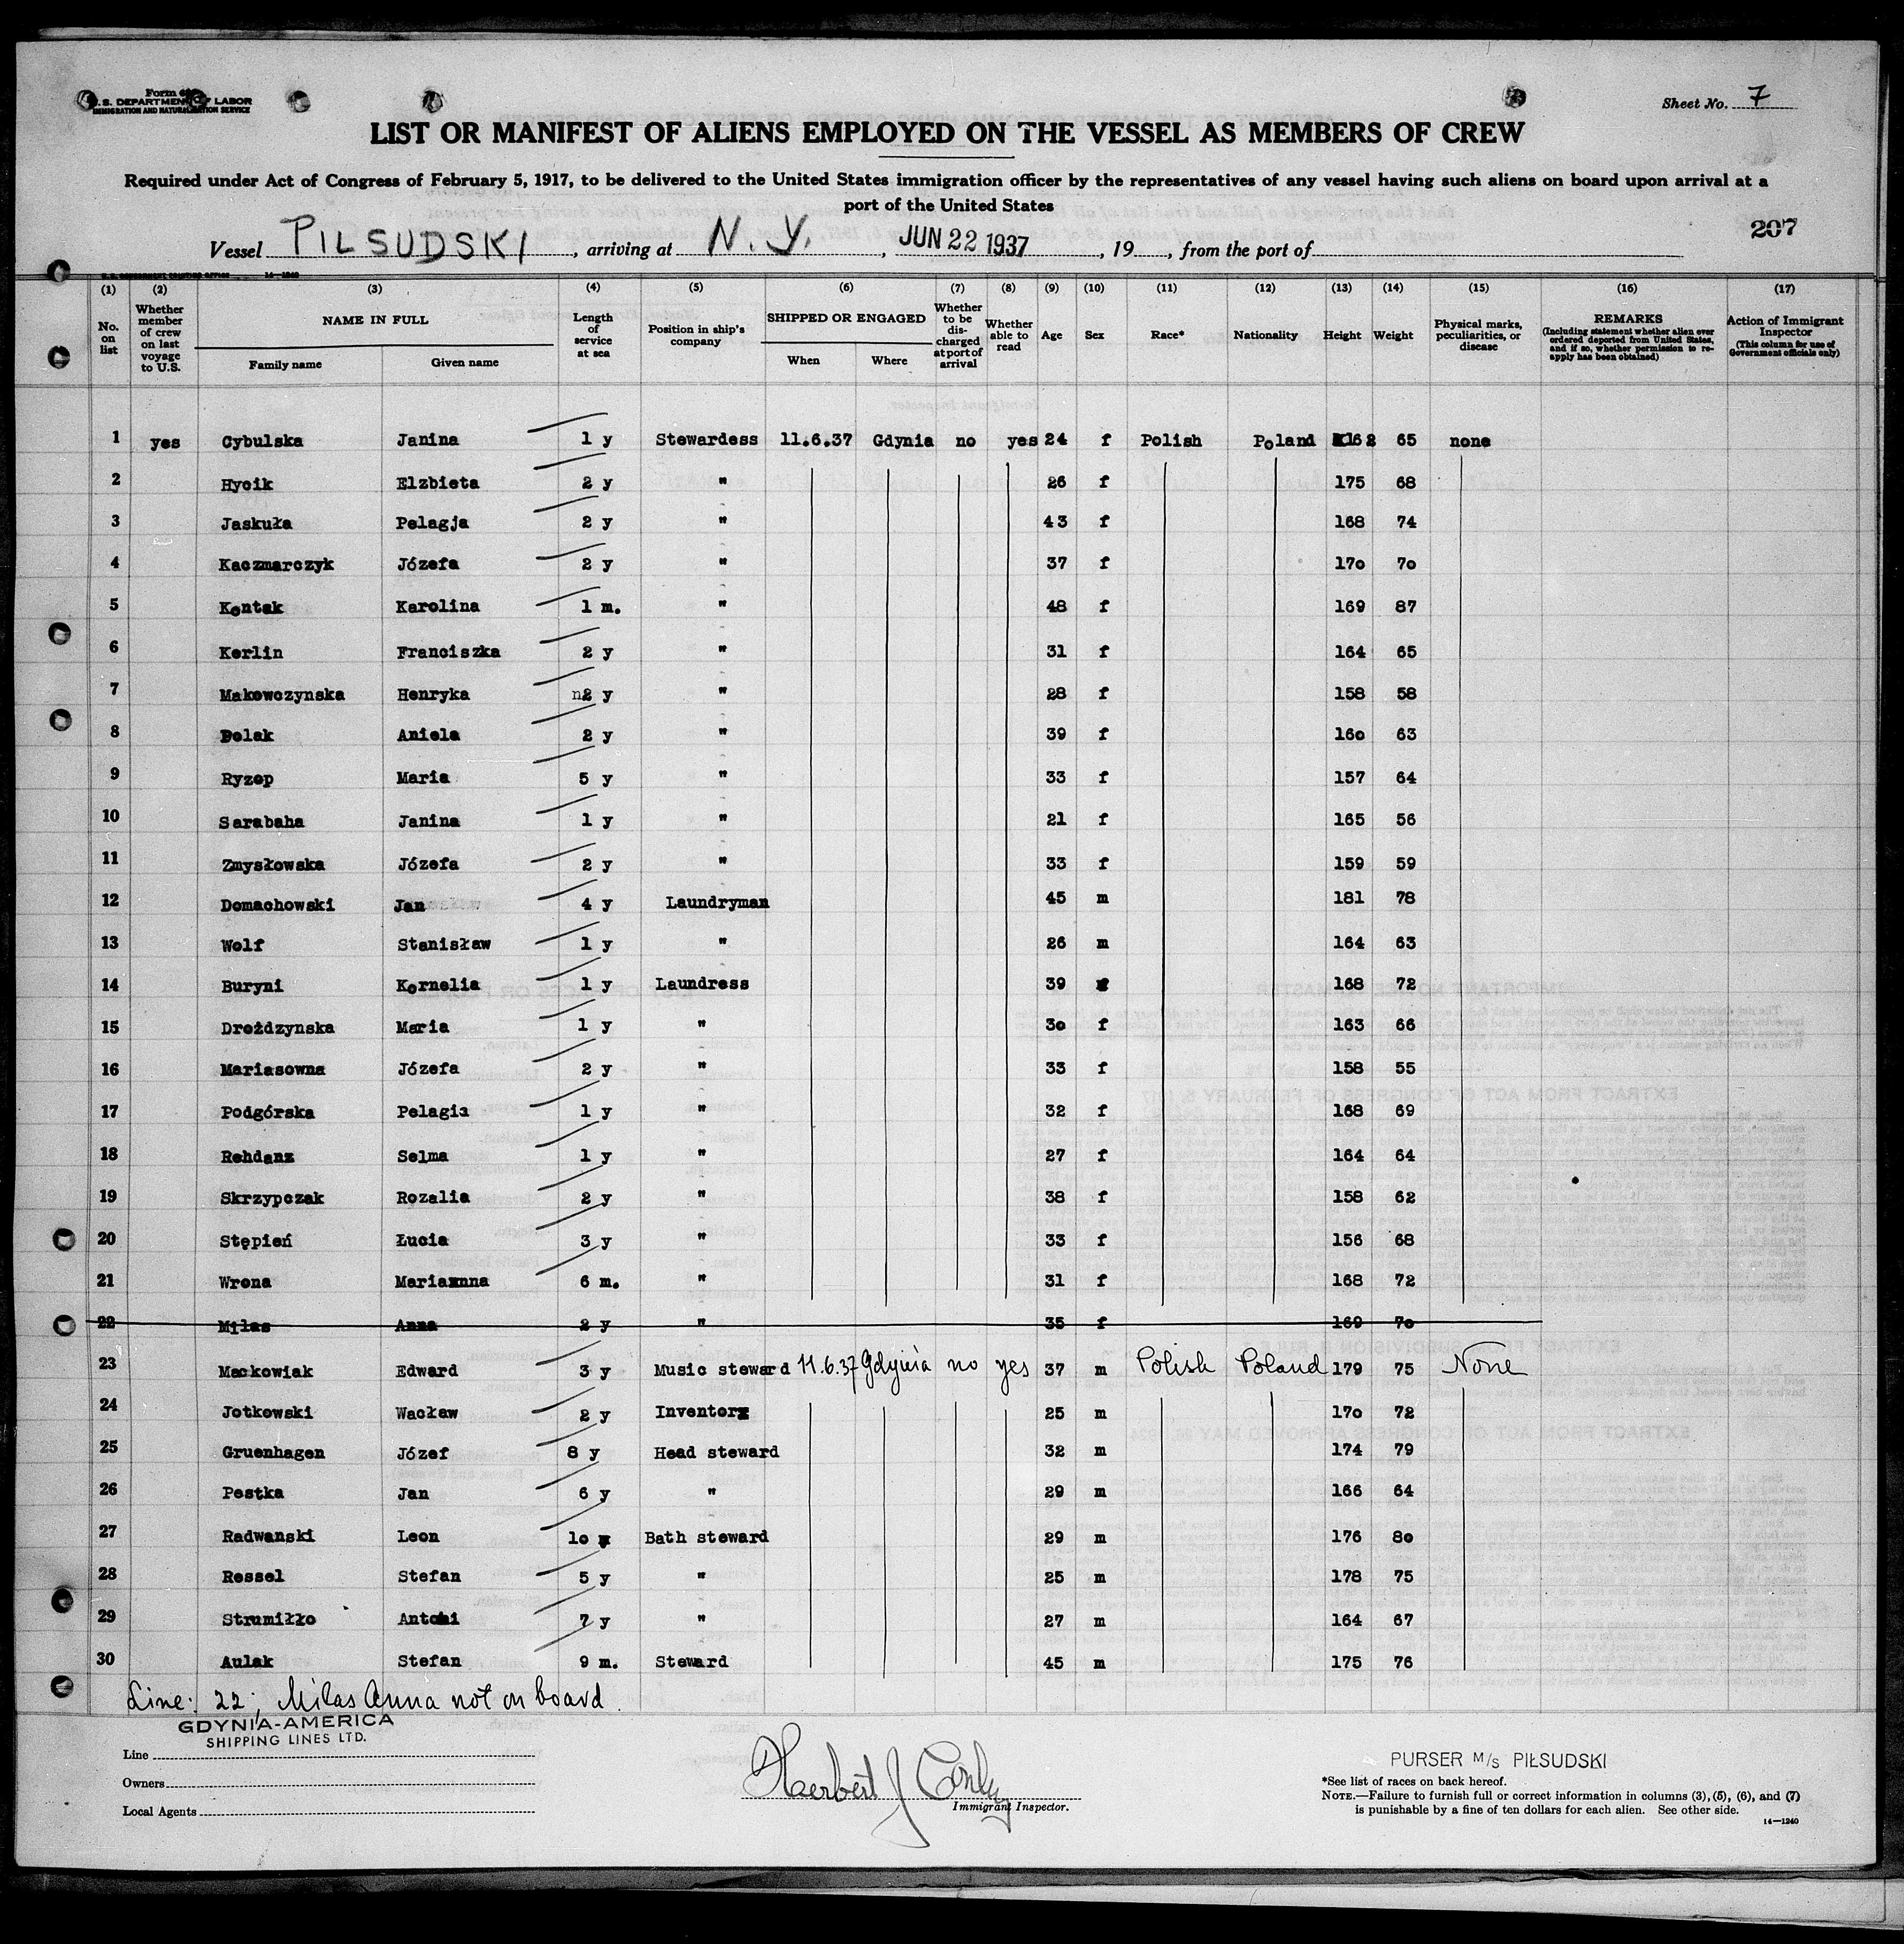 Form 6
U.S. DEPARTMENT OF LABOR
IMMIGRATION AND NATURALIZATION SERVICE
Sheet No. 7
LIST OR MANIFEST OF ALIENS EMPLOYED ON THE VESSEL AS MEMBERS OF CREW
Required under Act of Congress of February 5, 1917, to be delivered to the United States immigration officer by the representatives of any vessel having such aliens on board upon arrival at a
port of the United States
207
Vessel PILSUDSKI, arriving at N. Y., JUN 22 1937, 19, from the port of
14—1240
(1) (2) (3) (4) (5) (6) (7) (8) (9) (10) (11) (12) (13) (14) (15) (16) (17)
No. on list
Whether member of crew on last voyage to U.S.
NAME IN FULL
Family name Given name
Length of service at sea
Position in ship's company
SHIPPED OR ENGAGED
When Where
Whether to be discharged at port of arrival
Whether able to read
Age Sex Race* Nationality Height Weight
Physical marks, peculiarities, or disease
REMARKS
(Including statement whether alien ever ordered deported from United States, and if so, whether permission to reapply has been obtained)
Action of Immigrant Inspector
(This column for use of Government officials only)
1 yes Cybulska Janina 1 y Stewardess 11.6.37 Gdynia no yes 24 f Polish Poland 162 65 none
2 Hycik Elzbieta 2 y " 26 f 175 68
3 Jaskuła Pelagja 2 y " 43 f 168 74
4 Kaczmarczyk Józefa 2 y " 37 f 170 70
5 Kontak Karolina 1 m. " 48 f 169 87
6 Kerlin Franciszka 2 y " 31 f 164 65
7 Makowczynska Henryka 2 y " 28 f 158 58
8 Polak Aniela 2 y " 39 f 160 63
9 Ryzop Maria 5 y " 33 f 157 64
10 Sarabaha Janina 1 y " 21 f 165 56
11 Zmysłowska Józefa 2 y " 33 f 159 59
12 Domachowski Jan 4 y Laundryman 45 m 181 78
13 Wolf Stanisław 1 y " 26 m 164 63
14 Buryni Kornelia 1 y Laundress 39 f 168 72
15 Drożdzynska Maria 1 y " 30 f 163 66
16 Mariasowna Józefa 2 y " 33 f 158 55
17 Podgórska Pelagia 1 y " 32 f 168 69
18 Rehdanz Selma 1 y " 27 f 164 64
19 Skrzypczak Rozalia 2 y " 38 f 158 62
20 Stępień Łucia 3 y " 33 f 156 68
21 Wrona Marianna 6 m. " 31 f 168 72
22 Milas Anna 2 y " 35 f 169 70
23 Mackowiak Edward 3 y Music steward 11.6.37 Gdynia no yes 37 m Polish Poland 179 75 None
24 Jotkowski Wacław 2 y Inventor 25 m 170 72
25 Gruenhagen Józef 8 y Head steward 32 m 174 79
26 Pestka Jan 6 y " 29 m 166 64
27 Radwanski Leon 10 y Bath steward 29 m 176 80
28 Ressel Stefan 5 y " 25 m 178 75
29 Strumiłło Antoni 7 y " 27 m 164 67
30 Aulak Stefan 9 m. Steward 45 m 175 76
Line: 22; Milas Anna not on board.
GDYNIA-AMERICA
SHIPPING LINES LTD.
Line
Owners
Local Agents
Herbert J Conley
Immigrant Inspector.
PURSER M/S PIŁSUDSKI
*See list of races on back hereof.
NOTE.—Failure to furnish full or correct information in columns (3), (5), (6), and (7)
is punishable by a fine of ten dollars for each alien. See other side.
14—1240